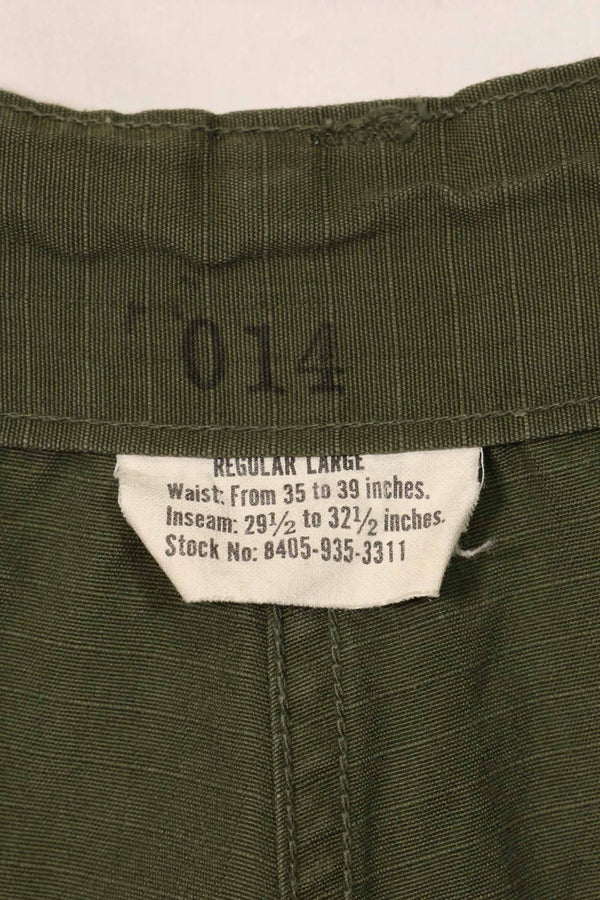 014
REGULAR LARGE
Waist: From 35 to 39 inches.
Inseam: 29½ to 32½ inches.
Stock No: 8405-935-3311